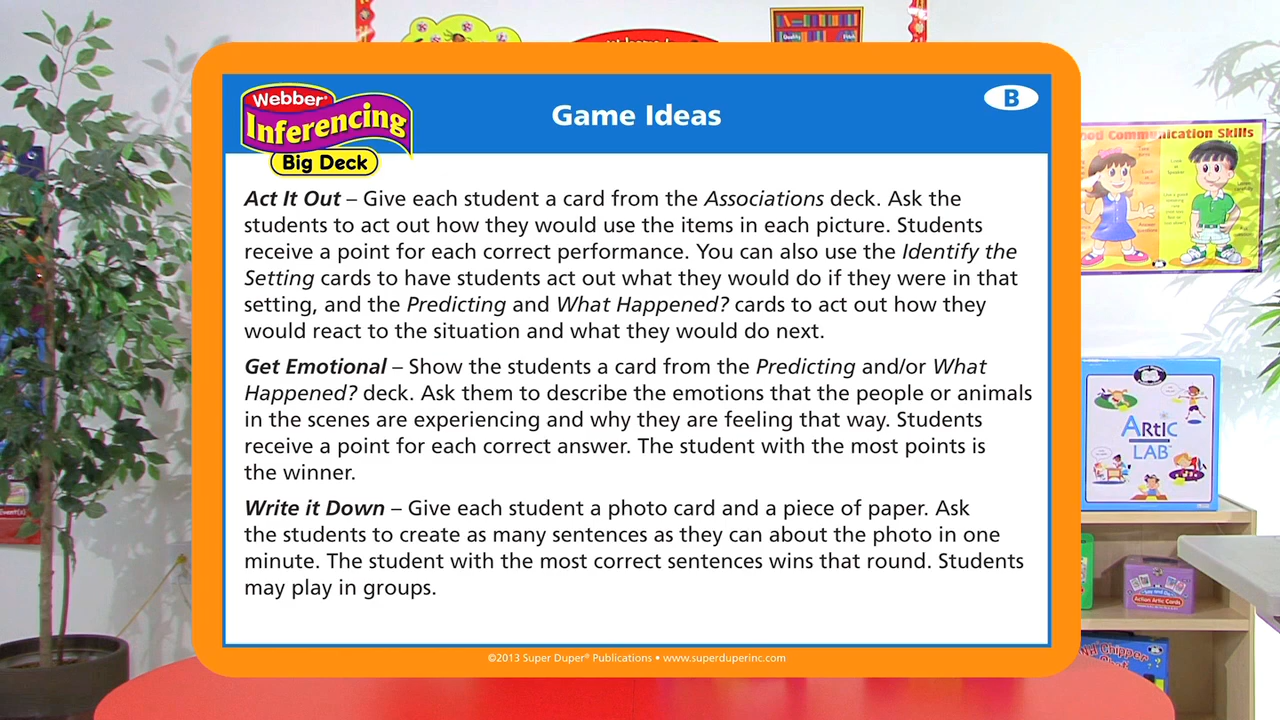 Webber®
Inferencing
Big Deck
Game Ideas
B
Act It Out – Give each student a card from the Associations deck. Ask the
students to act out how they would use the items in each picture. Students
receive a point for each correct performance. You can also use the Identify the
Setting cards to have students act out what they would do if they were in that
setting, and the Predicting and What Happened? cards to act out how they
would react to the situation and what they would do next.
Get Emotional – Show the students a card from the Predicting and/or What
Happened? deck. Ask them to describe the emotions that the people or animals
in the scenes are experiencing and why they are feeling that way. Students
receive a point for each correct answer. The student with the most points is
the winner.
Write it Down – Give each student a photo card and a piece of paper. Ask
the students to create as many sentences as they can about the photo in one
minute. The student with the most correct sentences wins that round. Students
may play in groups.
©2013 Super Duper® Publications • www.superduperinc.com
Communication Skills
ARtic
LAB
Action Artic Cards
Chipper
Chat